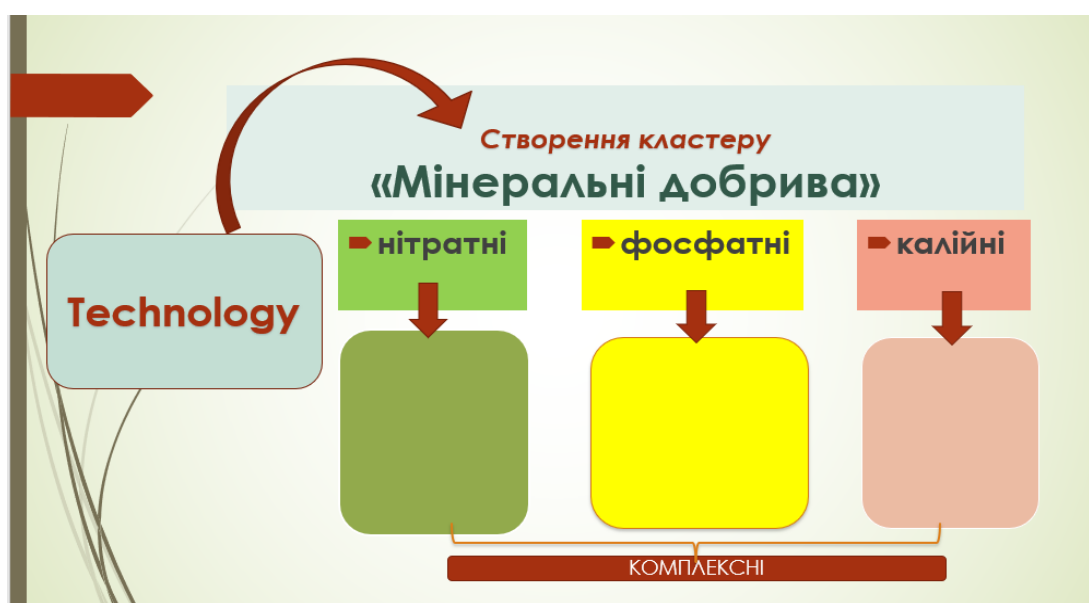 Створення кластеру
«Мінеральні добрива»
нітратні
фосфатні
калійні
Technology
КОМПЛЕКСНІ